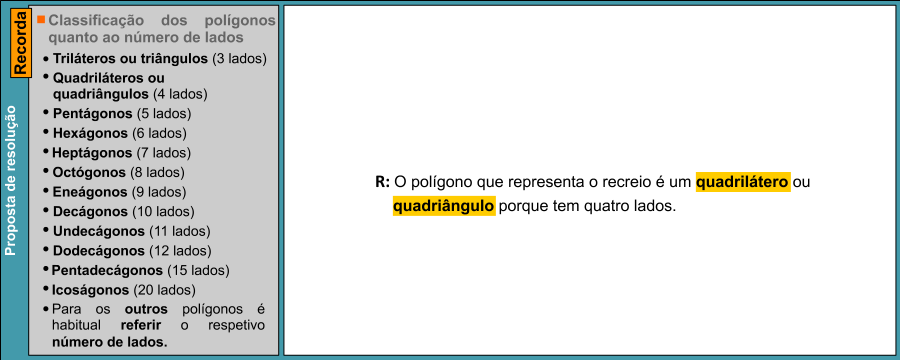 Proposta de resolução
Recorda
Classificação dos polígonos
quanto ao número de lados
• Triláteros ou triângulos (3 lados)
• Quadriláteros ou
quadriângulos (4 lados)
• Pentágonos (5 lados)
• Hexágonos (6 lados)
• Heptágonos (7 lados)
• Octógonos (8 lados)
• Eneágonos (9 lados)
• Decágonos (10 lados)
• Undecágonos (11 lados)
• Dodecágonos (12 lados)
• Pentadecágonos (15 lados)
• Icoságonos (20 lados)
• Para os outros polígonos é
habitual referir o respetivo
número de lados.
R: O polígono que representa o recreio é um quadrilátero ou
quadriângulo porque tem quatro lados.